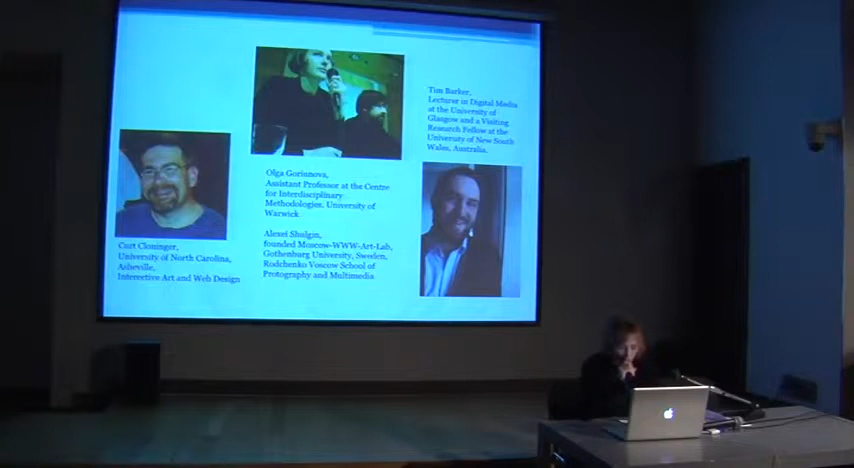 Tim Barker,
Lecturer in Digital Media
at the University of
Glasgow and a Visiting
Research Fellow at the
University of New South
Wales, Australia.
Olga Goriunova,
Assistant Professor at the Centre
for Interdisciplinary
Methodologies, University of
Warwick
Alexei Shulgin,
founded Moscow-WWW-Art-Lab,
Gothenburg University, Sweden,
Rodchenko Voscow School of
Protography and Multimedia
Curt Cloninger,
University of North Carolina,
Asheville,
Interective Art and Web Design